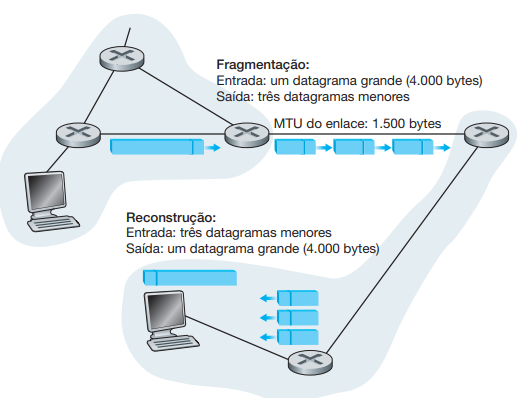 Fragmentação:
Entrada: um datagrama grande (4.000 bytes)
Saída: três datagramas menores
MTU do enlace: 1.500 bytes
Reconstrução:
Entrada: três datagramas menores
Saída: um datagrama grande (4.000 bytes)